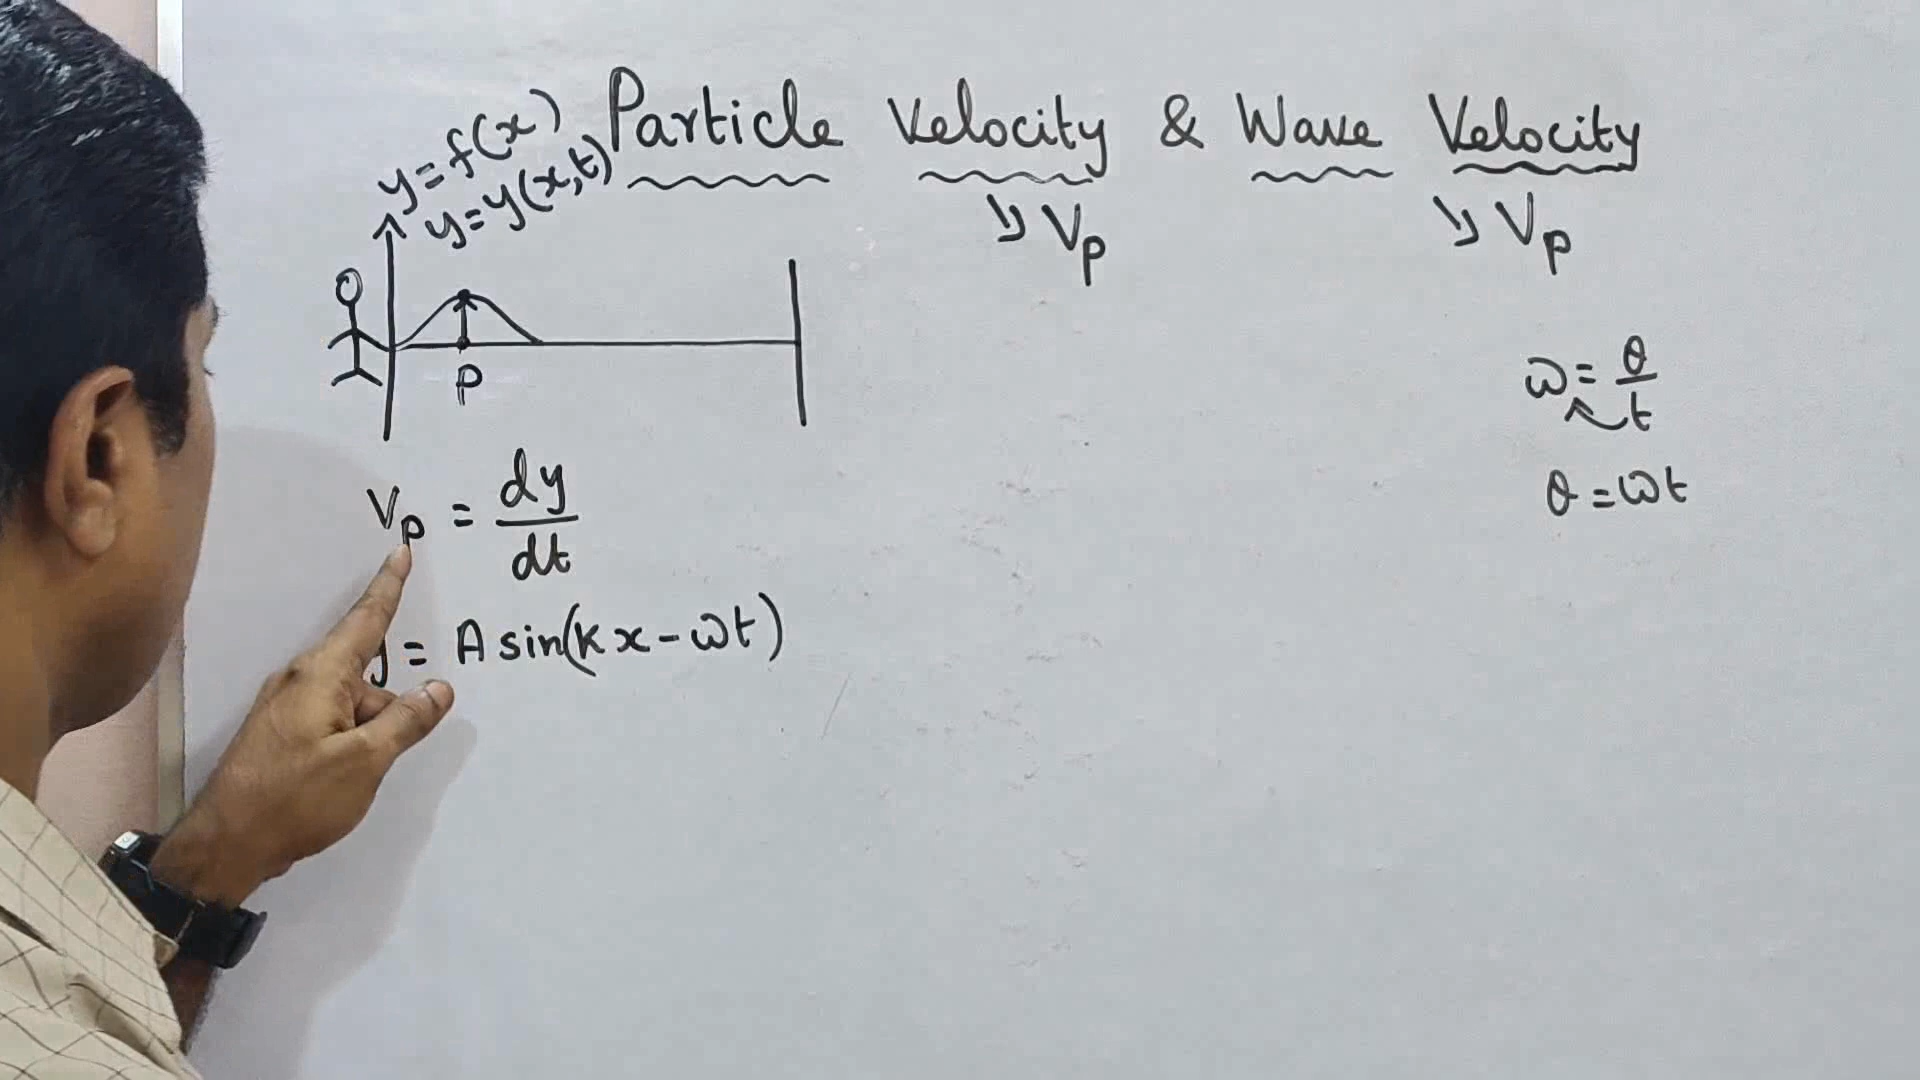 Particle Velocity & Wave Velocity
y = f(x)
y = y(x,t)
Vp
Vp
P
ω = θ/t
θ = ωt
Vp = dy/dt
y = A sin(kx - ωt)